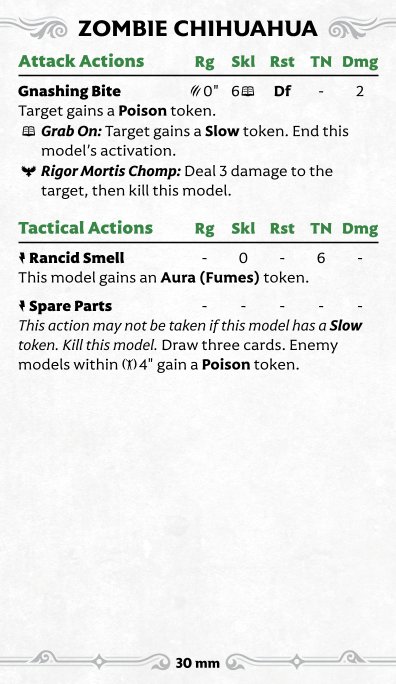 ZOMBIE CHIHUAHUA
Attack Actions Rg Skl Rst TN Dmg
Gnashing Bite 0" 6 Df - 2
Target gains a Poison token.
Grab On: Target gains a Slow token. End this
model's activation.
Rigor Mortis Chomp: Deal 3 damage to the
target, then kill this model.
Tactical Actions Rg Skl Rst TN Dmg
Rancid Smell - 0 - 6 -
This model gains an Aura (Fumes) token.
Spare Parts - - - - -
This action may not be taken if this model has a Slow
token. Kill this model. Draw three cards. Enemy
models within 4" gain a Poison token.
30 mm